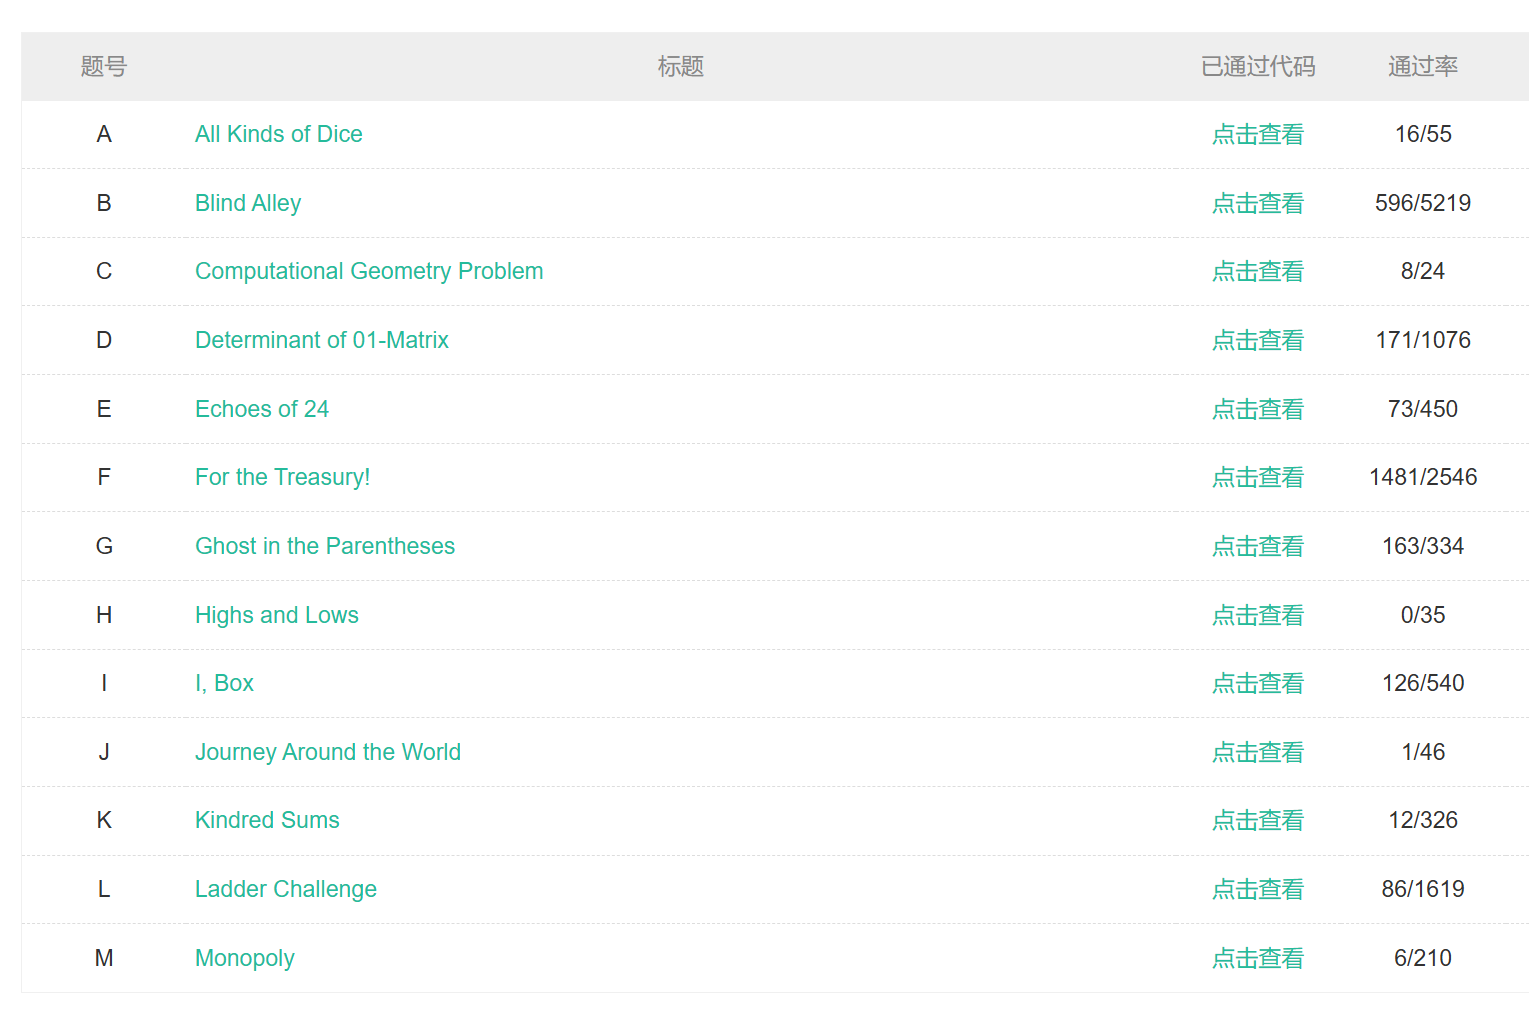 题号 标题 已通过代码 通过率
A All Kinds of Dice 点击查看 16/55
B Blind Alley 点击查看 596/5219
C Computational Geometry Problem 点击查看 8/24
D Determinant of 01-Matrix 点击查看 171/1076
E Echoes of 24 点击查看 73/450
F For the Treasury! 点击查看 1481/2546
G Ghost in the Parentheses 点击查看 163/334
H Highs and Lows 点击查看 0/35
I I, Box 点击查看 126/540
J Journey Around the World 点击查看 1/46
K Kindred Sums 点击查看 12/326
L Ladder Challenge 点击查看 86/1619
M Monopoly 点击查看 6/210